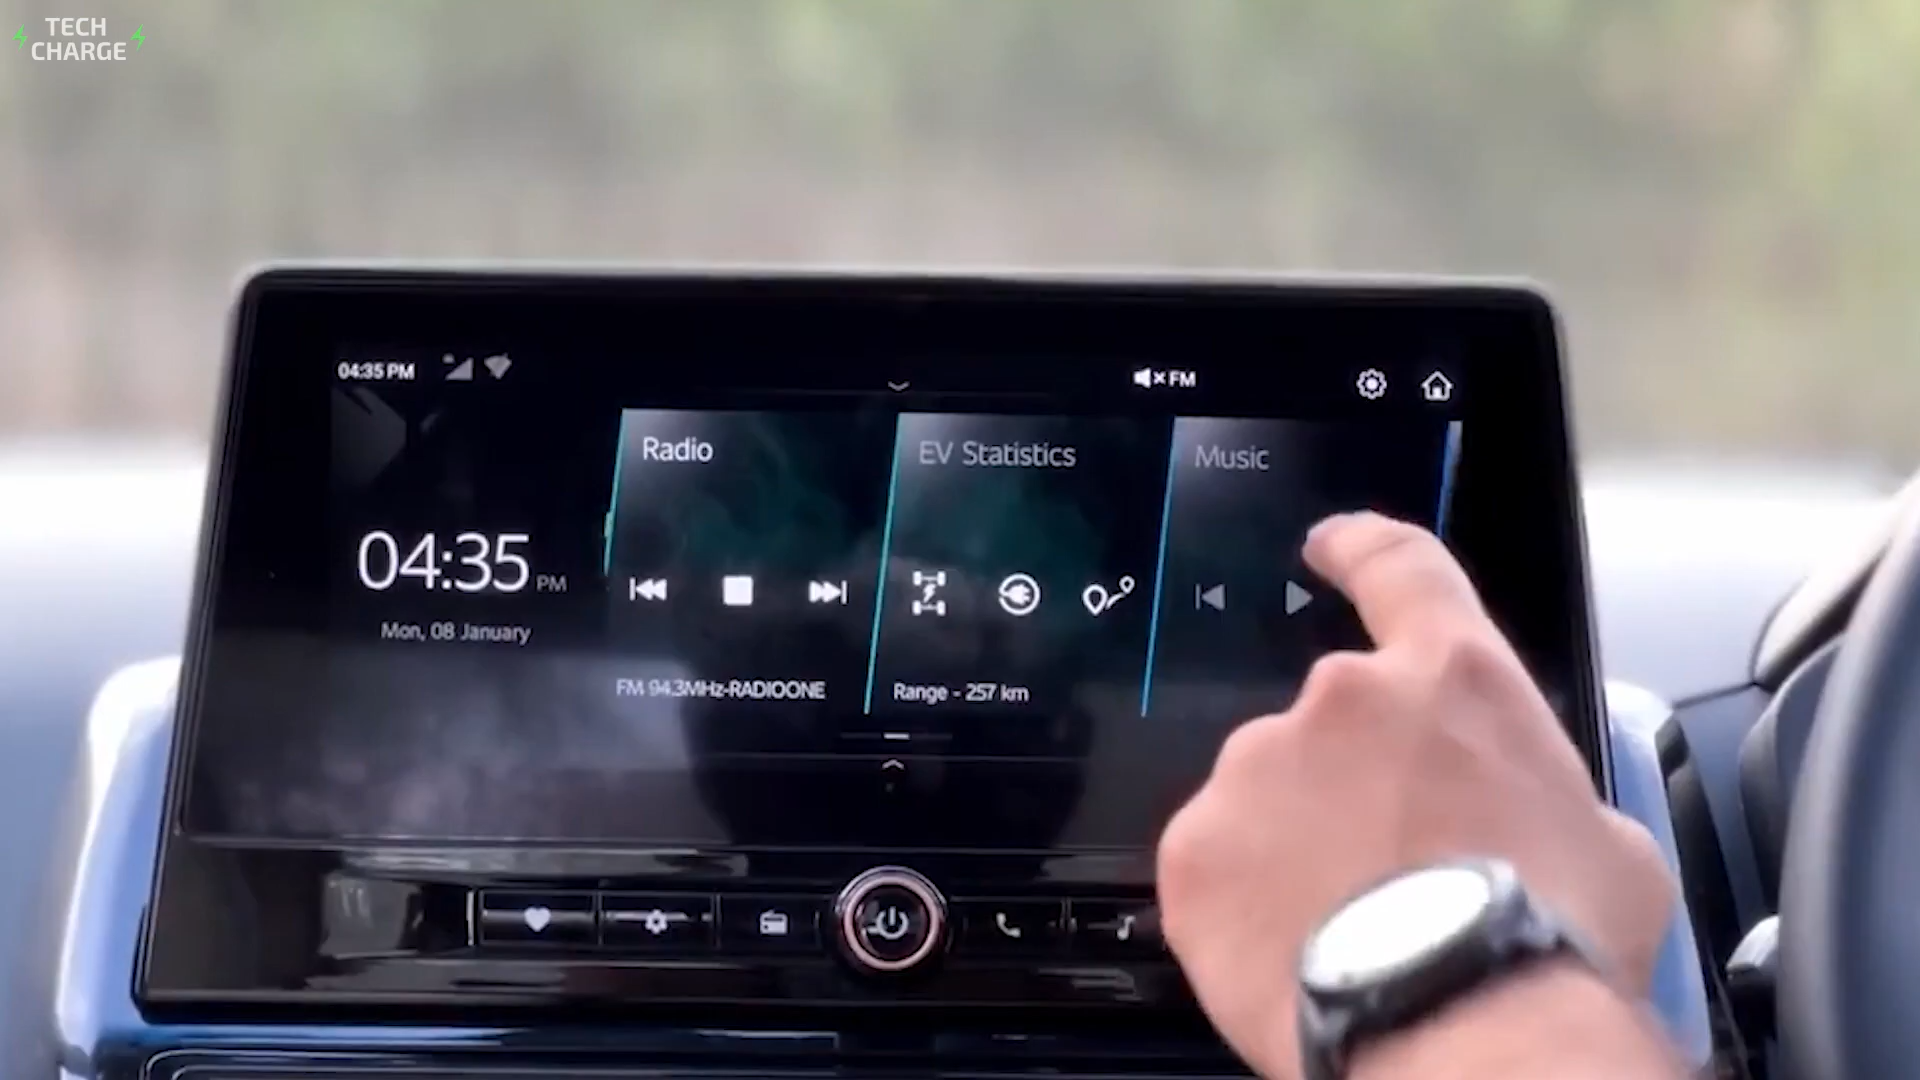 TECH
CHARGE
04:35 PM
FM
Radio
EV Statistics
Music
04:35 PM
Mon, 08 January
FM 94.3MHz-RADIOONE
Range - 257 km